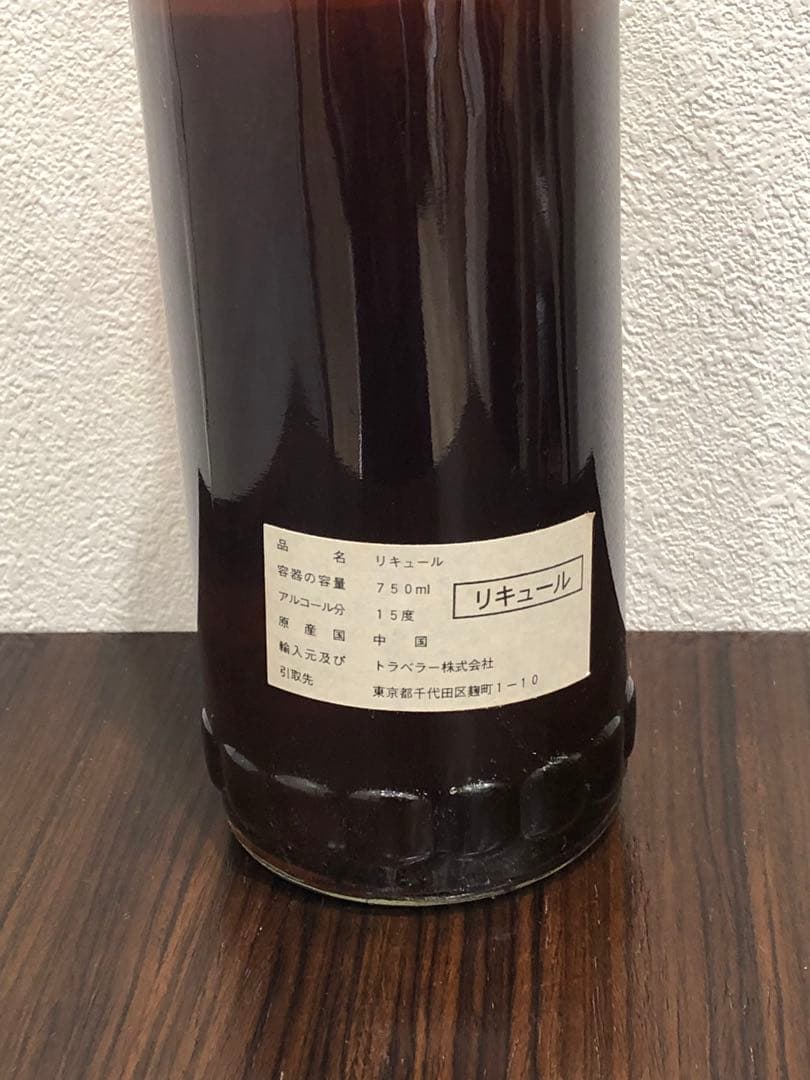 品名 リキュール
容器の容量 750ml
アルコール分 15度
原産国 中国
輸入元及び引取先 トラベラー株式会社
東京都千代田区麹町1-10
リキュール